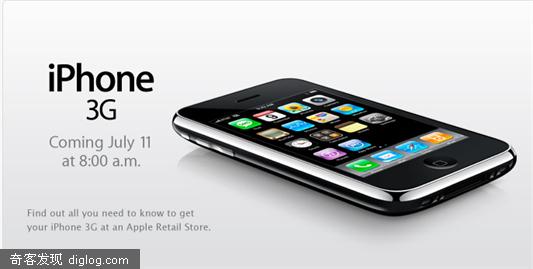 iPhone
3G
Coming July 11
at 8:00 a.m.
Find out all you need to know to get
your iPhone 3G at an Apple Retail Store.
奇客发现 diglog.com